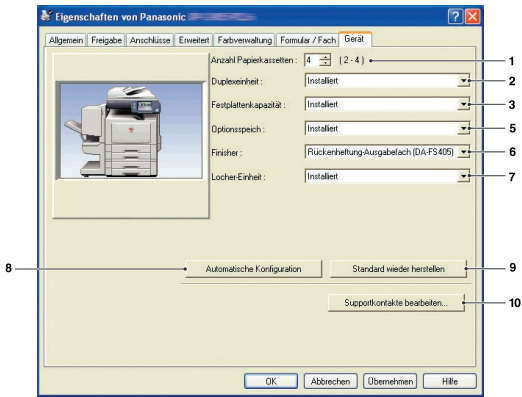 Eigenschaften von Panasonic
Allgemein Freigabe Anschlüsse Erweitert Farbverwaltung Formular / Fach Gerät
Anzahl Papierkassetten : 4 ( 2 - 4 ) 1
Duplexeinheit : Installiert 2
Festplattenkapazität : Installiert 3
Optionsspeich : Installiert 5
Finisher : Rückenheftung-Ausgabefach (DA-FS405) 6
Locher-Einheit : Installiert 7
8 Automatische Konfiguration Standard wieder herstellen 9
Supportkontakte bearbeiten... 10
OK Abbrechen Übernehmen Hilfe